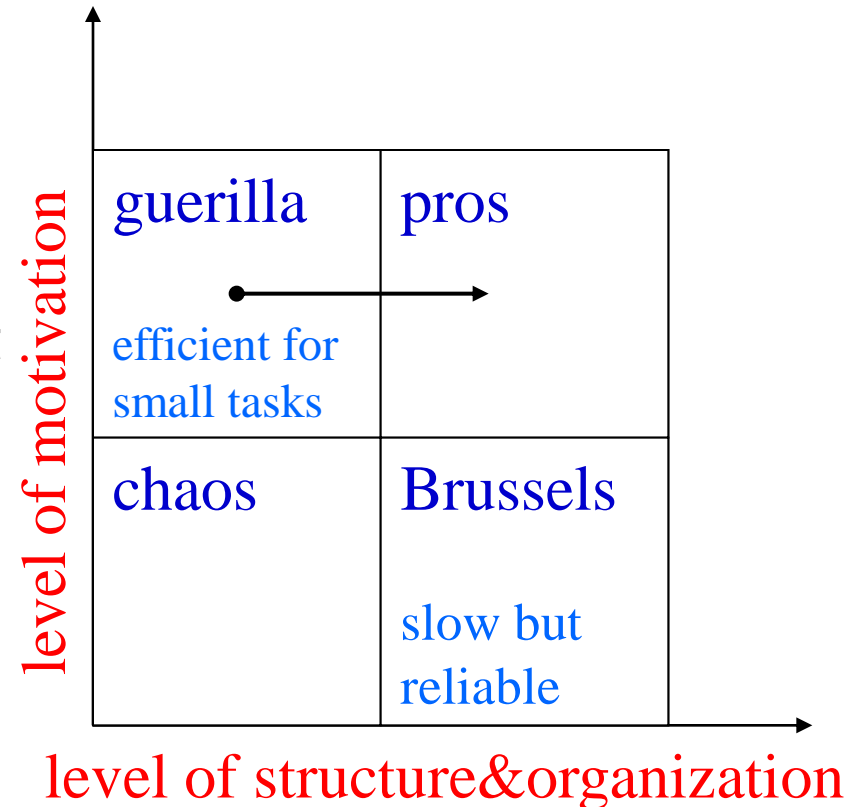 guerilla
pros
efficient for
small tasks
chaos
Brussels
slow but
reliable
level of motivation
level of structure&organization